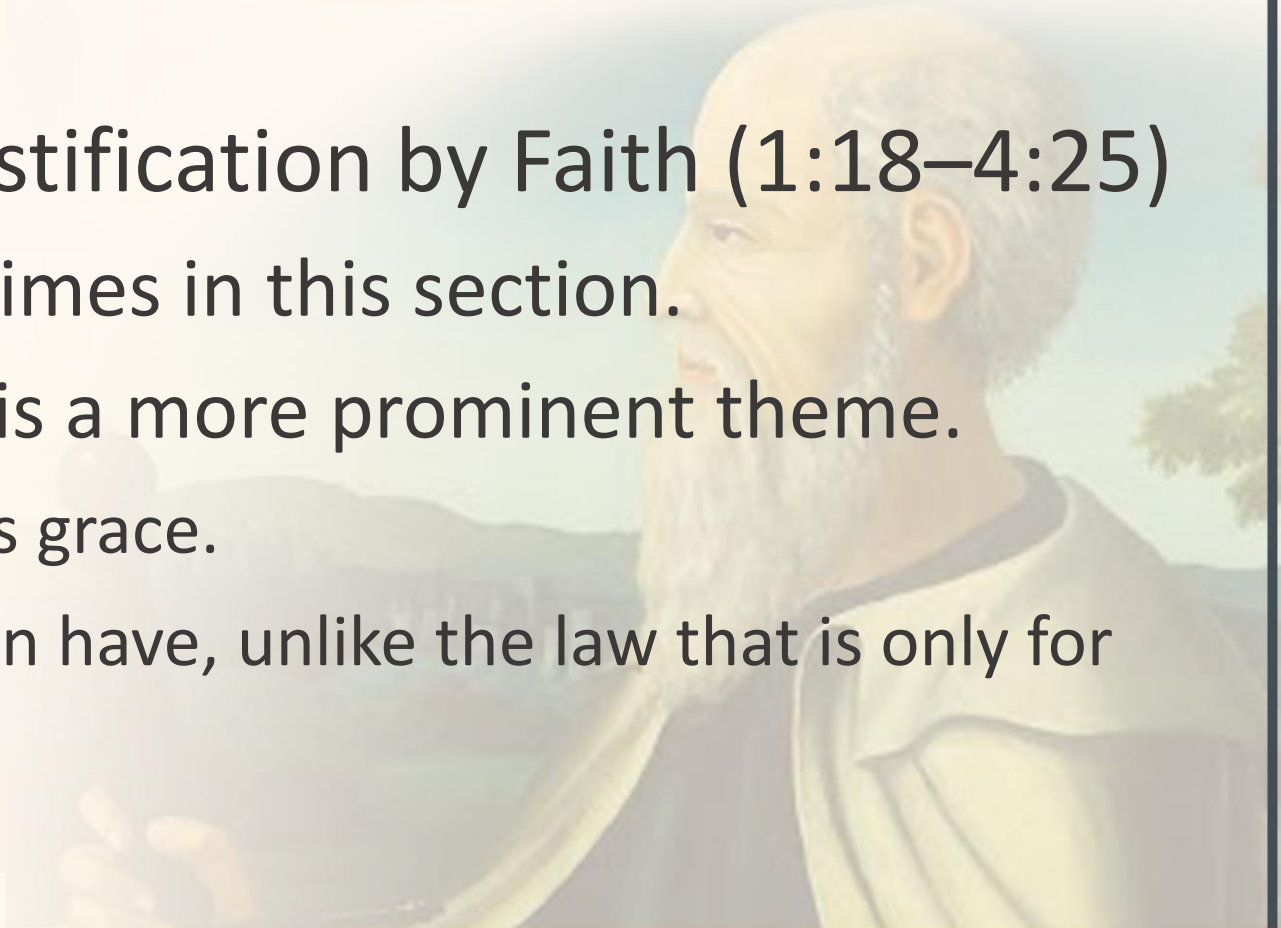 stification by Faith (1:18–4:25)
imes in this section.
is a more prominent theme.
s grace.
n have, unlike the law that is only for